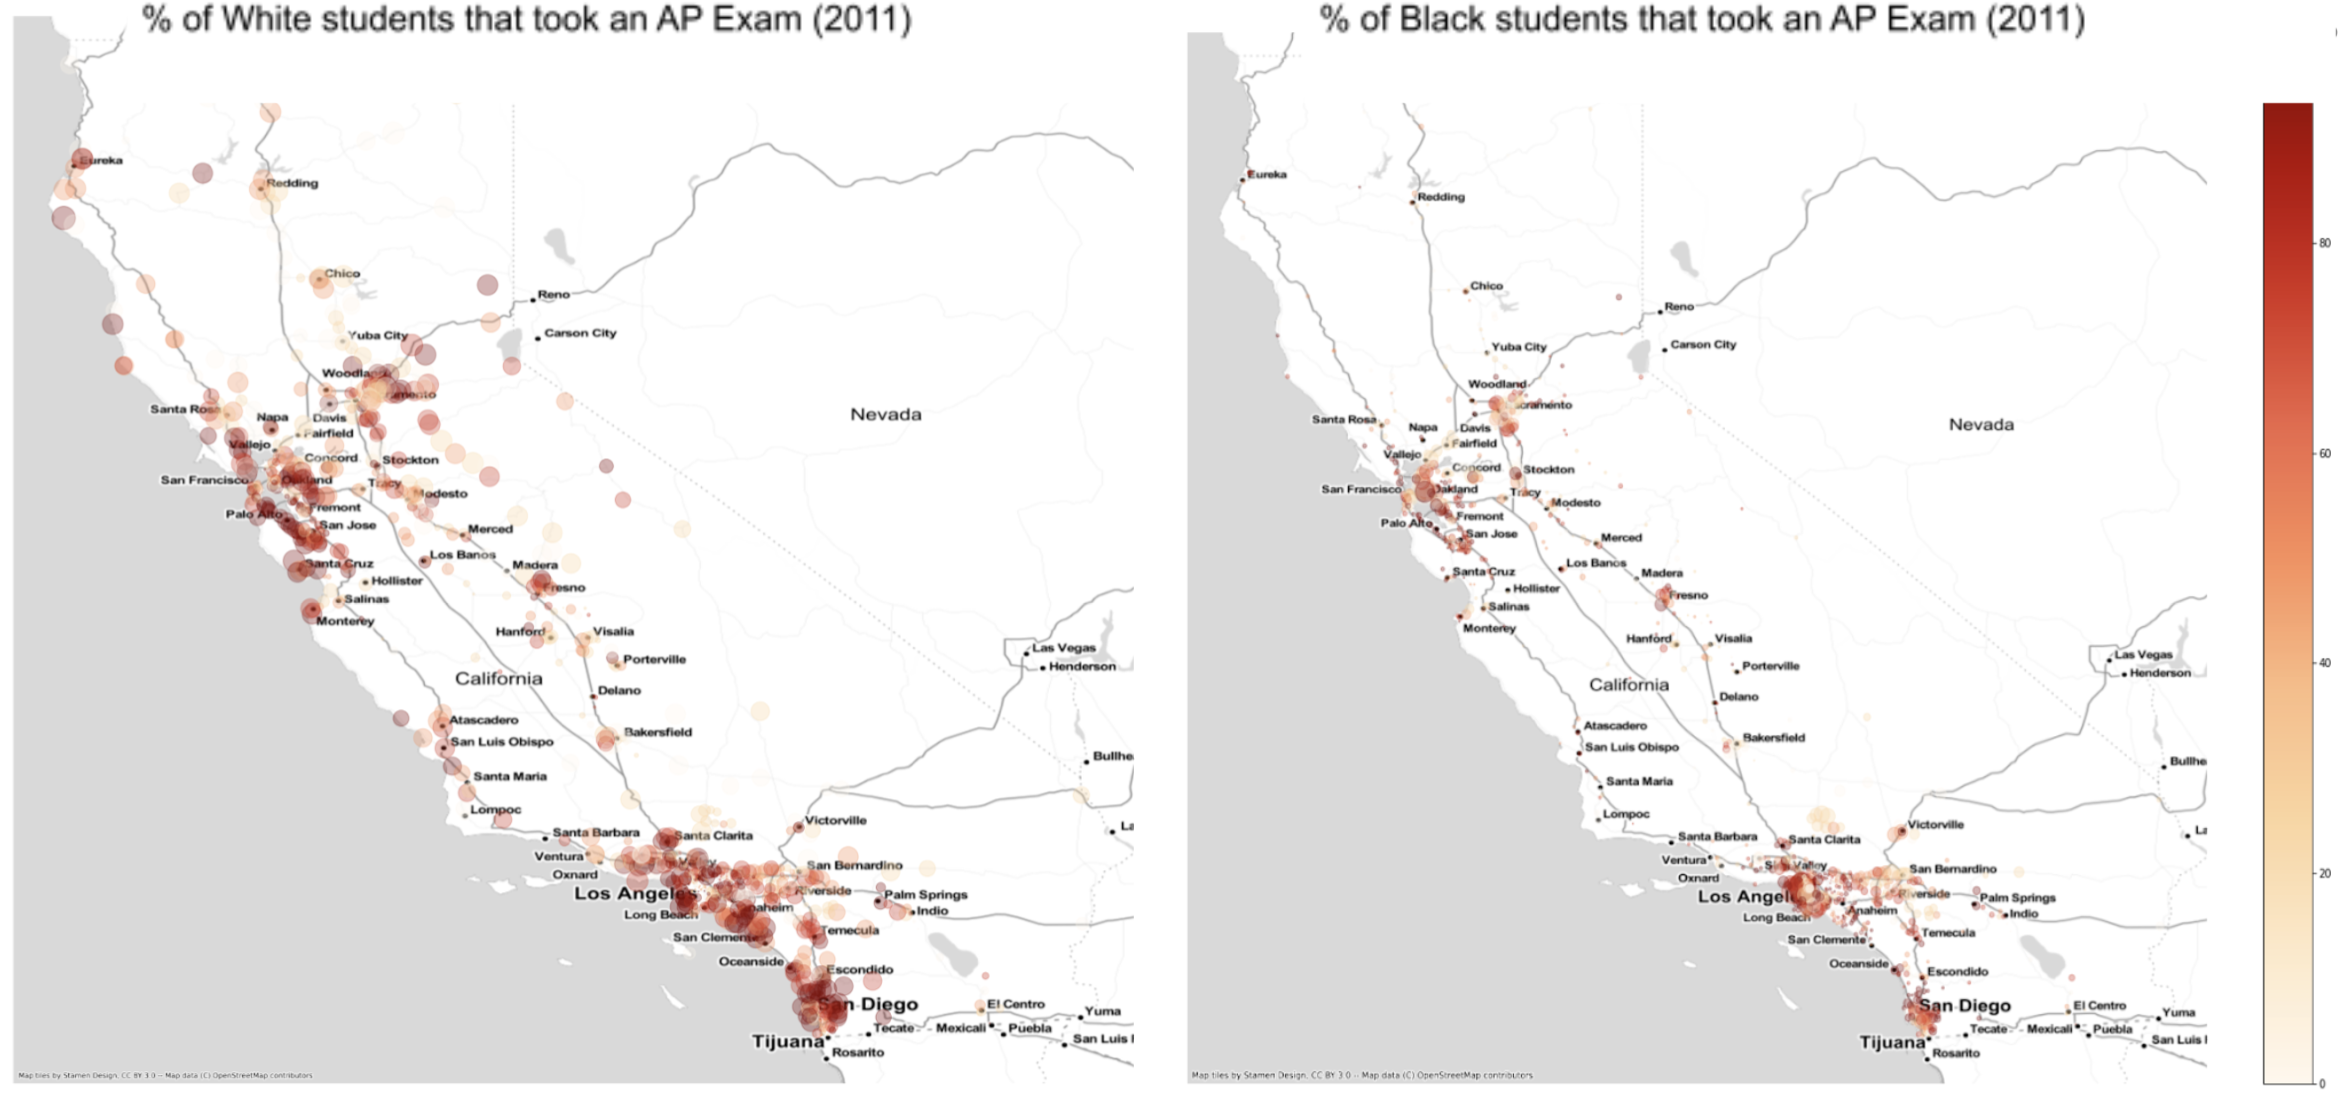 % of White students that took an AP Exam (2011)
Eureka
Redding
Chico
Reno
Yuba City
Carson City
Woodland
Sacramento
Santa Rosa
Napa
Davis
Nevada
Fairfield
Vallejo
Concord
Stockton
San Francisco
Oakland
Tracy
Modesto
Palo Alto
Fremont
San Jose
Merced
Los Banos
Santa Cruz
Madera
Hollister
Fresno
Salinas
Monterey
Hanford
Visalia
Las Vegas
Porterville
Henderson
California
Delano
Atascadero
Bakersfield
San Luis Obispo
Bullhe
Santa Maria
Lompoc
Victorville
La
Santa Barbara
Santa Clarita
Ventura
Valley
San Bernardino
Oxnard
Los Angeles
Riverside
Palm Springs
Long Beach
Anaheim
Indio
San Clemente
Temecula
Oceanside
Escondido
San Diego
El Centro
Yuma
Tecate
Mexicali
Puebla
San Luis
Tijuana
Rosarito
Map tiles by Stamen Design, CC BY 3.0 -- Map data (C) OpenStreetMap contributors
% of Black students that took an AP Exam (2011)
Eureka
Redding
Chico
Reno
Yuba City
Carson City
Woodland
Sacramento
Santa Rosa
Napa
Davis
Nevada
Fairfield
Vallejo
Concord
Stockton
San Francisco
Oakland
Tracy
Modesto
Palo Alto
Fremont
San Jose
Merced
Los Banos
Santa Cruz
Madera
Hollister
Fresno
Salinas
Monterey
Hanford
Visalia
Las Vegas
Porterville
Henderson
California
Delano
Atascadero
Bakersfield
San Luis Obispo
Bullhe
Santa Maria
Lompoc
Victorville
La
Santa Barbara
Santa Clarita
Ventura
Simi Valley
San Bernardino
Oxnard
Los Angeles
Riverside
Palm Springs
Long Beach
Anaheim
Indio
San Clemente
Temecula
Oceanside
Escondido
San Diego
El Centro
Yuma
Tecate
Mexicali
Puebla
San Luis
Tijuana
Rosarito
Map tiles by Stamen Design, CC BY 3.0 -- Map data (C) OpenStreetMap contributors
80
60
40
20
0